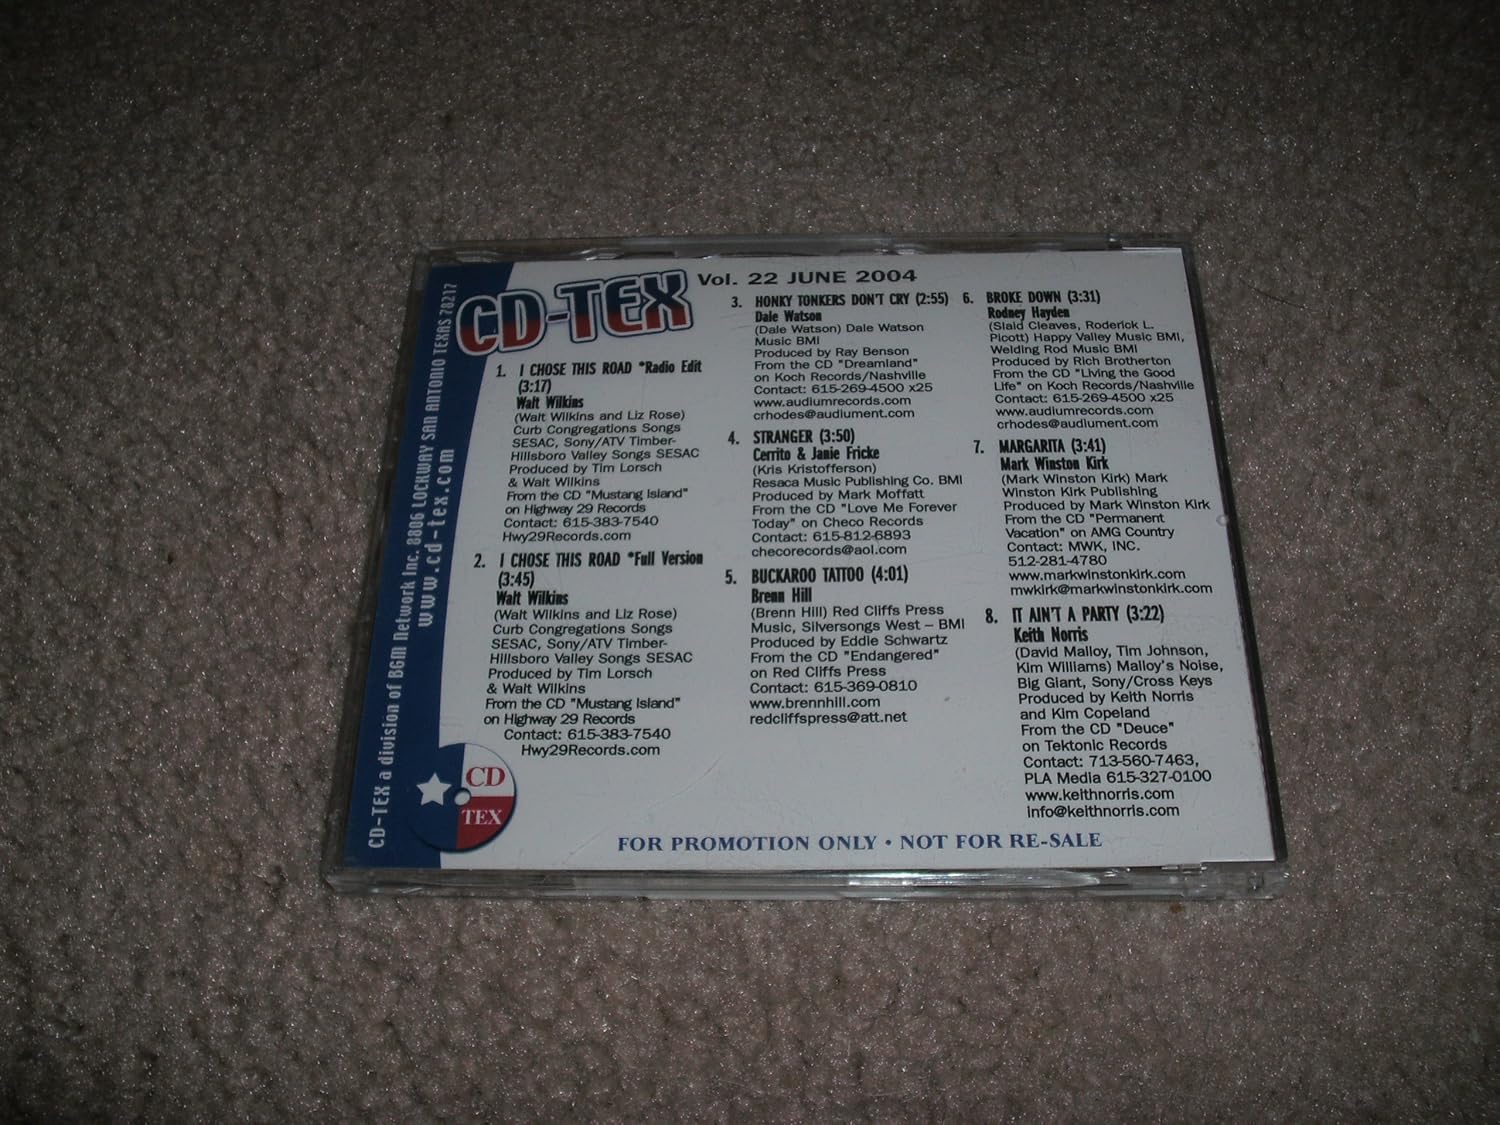 CD-TEX a division of BGM network Inc. 8806 LOCKWAY SAN ANTONIO TEXAS 78217
www.cd-tex.com
CD-TEX
Vol. 22 JUNE 2004
1. I CHOSE THIS ROAD *Radio Edit
(3:17)
Walt Wilkins
(Walt Wilkins and Liz Rose)
Curb Congregations Songs
SESAC, Sony/ATV Timber-
Hillsboro Valley Songs SESAC
Produced by Tim Lorsch
& Walt Wilkins
From the CD "Mustang Island"
on Highway 29 Records
Contact: 615-383-7540
Hwy29Records.com
2. I CHOSE THIS ROAD *Full Version
(3:45)
Walt Wilkins
(Walt Wilkins and Liz Rose)
Curb Congregations Songs
SESAC, Sony/ATV Timber-
Hillsboro Valley Songs SESAC
Produced by Tim Lorsch
& Walt Wilkins
From the CD "Mustang Island"
on Highway 29 Records
Contact: 615-383-7540
Hwy29Records.com
3. HONKY TONKERS DON'T CRY (2:55)
Dale Watson
(Dale Watson) Dale Watson
Music BMI
Produced by Ray Benson
From the CD "Dreamland"
on Koch Records/Nashville
Contact: 615-269-4500 x25
www.audiumrecords.com
crhodes@audiument.com
4. STRANGER (3:50)
Cerrito & Janie Fricke
(Kris Kristofferson)
Resaca Music Publishing Co. BMI
Produced by Mark Moffatt
From the CD "Love Me Forever
Today" on Checo Records
Contact: 615-812-6893
checorecords@aol.com
5. BUCKAROO TATTOO (4:01)
Brenn Hill
(Brenn Hill) Red Cliffs Press
Music, Silversongs West – BMI
Produced by Eddie Schwartz
From the CD "Endangered"
on Red Cliffs Press
Contact: 615-369-0810
www.brennhill.com
redcliffspress@att.net
6. BROKE DOWN (3:31)
Rodney Hayden
(Slaid Cleaves, Roderick L.
Picott) Happy Valley Music BMI,
Welding Rod Music BMI
Produced by Rich Brotherton
From the CD "Living the Good
Life" on Koch Records/Nashville
Contact: 615-269-4500 x25
www.audiumrecords.com
crhodes@audiument.com
7. MARGARITA (3:41)
Mark Winston Kirk
(Mark Winston Kirk) Mark
Winston Kirk Publishing
Produced by Mark Winston Kirk
From the CD "Permanent
Vacation" on AMG Country
Contact: MWK, INC.
512-281-4780
www.markwinstonkirk.com
mwkirk@markwinstonkirk.com
8. IT AIN'T A PARTY (3:22)
Keith Norris
(David Malloy, Tim Johnson,
Kim Williams) Malloy's Noise,
Big Giant, Sony/Cross Keys
Produced by Keith Norris
and Kim Copeland
From the CD "Deuce"
on Tektonic Records
Contact: 713-560-7463,
PLA Media 615-327-0100
www.keithnorris.com
info@keithnorris.com
CD
TEX
FOR PROMOTION ONLY • NOT FOR RE-SALE